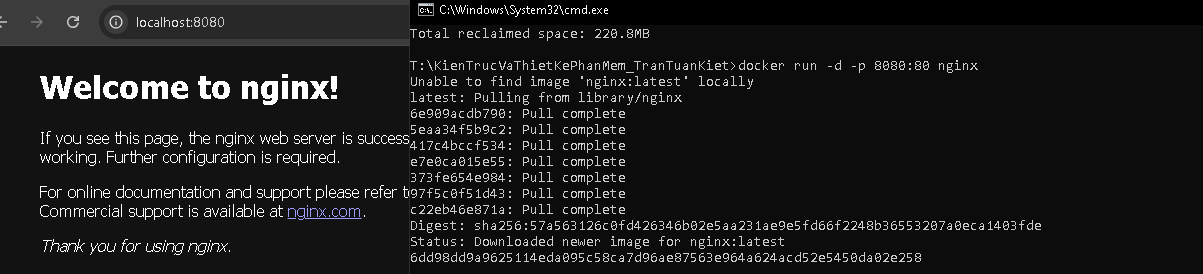 localhost:8080
Welcome to nginx!
If you see this page, the nginx web server is success
working. Further configuration is required.
For online documentation and support please refer to
Commercial support is available at nginx.com.
Thank you for using nginx.
C:\Windows\System32\cmd.exe
Total reclaimed space: 220.8MB
T:\KienTrucVaThietKePhanMem_TranTuanKiet>docker run -d -p 8080:80 nginx
Unable to find image 'nginx:latest' locally
latest: Pulling from library/nginx
6e909acdb790: Pull complete
5eaa34f5b9c2: Pull complete
417c4bccf534: Pull complete
e7e0ca015e55: Pull complete
373fe654e984: Pull complete
97f5c0f51d43: Pull complete
c22eb46e871a: Pull complete
Digest: sha256:57a563126c0fd426346b02e5aa231ae9e5fd66f2248b36553207a0eca1403fde
Status: Downloaded newer image for nginx:latest
6dd98dd9a9625114eda095c58ca7d96ae87563e964a624acd52e5450da02e258